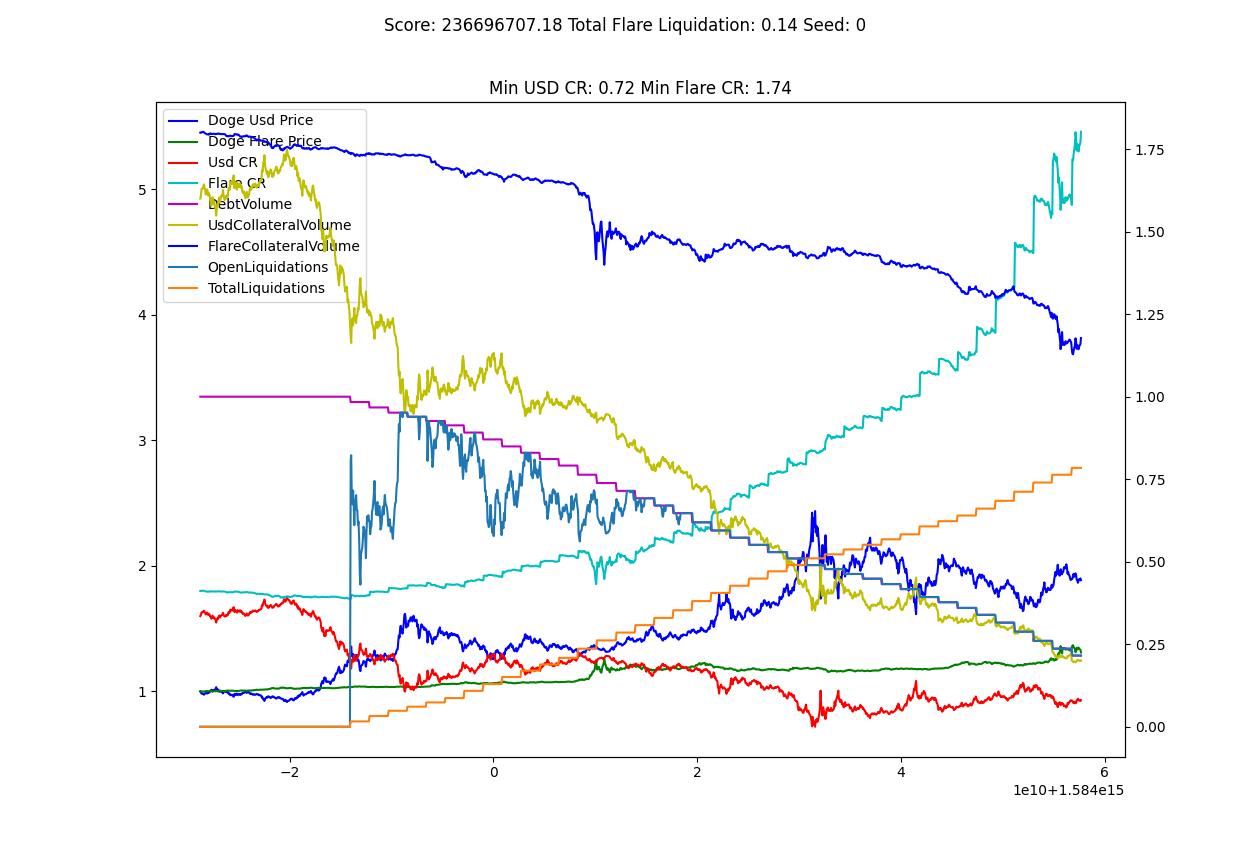 Score: 236696707.18 Total Flare Liquidation: 0.14 Seed: 0
Min USD CR: 0.72 Min Flare CR: 1.74
Doge Usd Price
Doge Flare Price
Usd CR
Flare CR
DebtVolume
UsdCollateralVolume
FlareCollateralVolume
OpenLiquidations
TotalLiquidations
5
4
3
2
1
1.75
1.50
1.25
1.00
0.75
0.50
0.25
0.00
−2
0
2
4
6
1e10+1.584e15